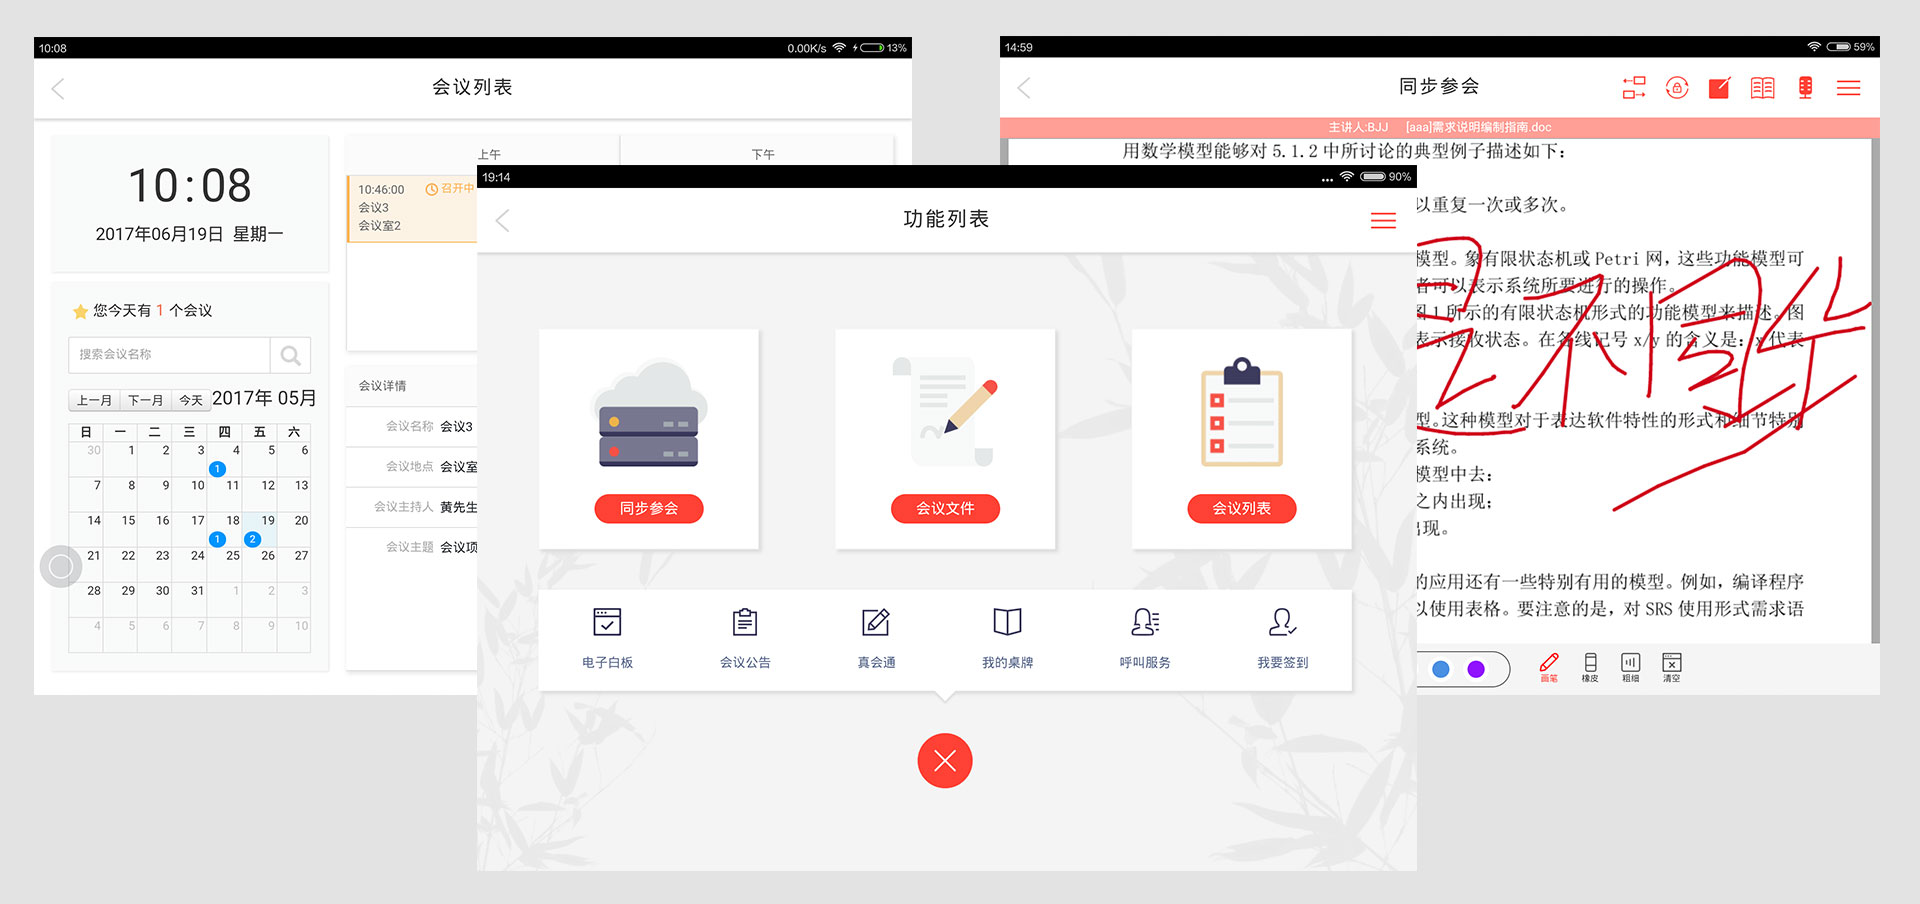 10:08
0.00K/s
13%
会议列表
10:08
2017年06月19日 星期一
您今天有 1 个会议
搜索会议名称
上一月 下一月 今天 2017年 05月
日 一 二 三 四 五 六
30 1 2 3 4 5 6
1
7 8 9 10 11 12 13
14 15 16 17 18 19 20
1 2
21 22 23 24 25 26 27
28 29 30 31 1 2 3
4 5 6 7 8 9 10
上午 下午
10:46:00 召开中
会议3
会议室2
会议详情
会议名称 会议3
会议地点 会议室
会议主持人 黄先生
会议主题 会议项
19:14
90%
功能列表
同步参会
会议文件
会议列表
电子白板
会议公告
真会通
我的桌牌
呼叫服务
我要签到
14:59
59%
同步参会
主讲人:BJJ [aaa]需求说明编制指南.doc
用数学模型能够对 5.1.2 中所讨论的典型例子描述如下：
以重复一次或多次。
模型。象有限状态机或 Petri 网，这些功能模型可
者可以表示系统所要进行的操作。
图 1 所示的有限状态机形式的功能模型来描述。图
表示接收状态。在各线记号 x/y 的含义是：x 代表
型。这种模型对于表达软件特性的形式和细节特别
系统。
模型中去：
之内出现；
出现。
的应用还有一些特别有用的模型。例如，编译程序
以使用表格。要注意的是，对 SRS 使用形式需求语
画笔
橡皮
粗细
清空